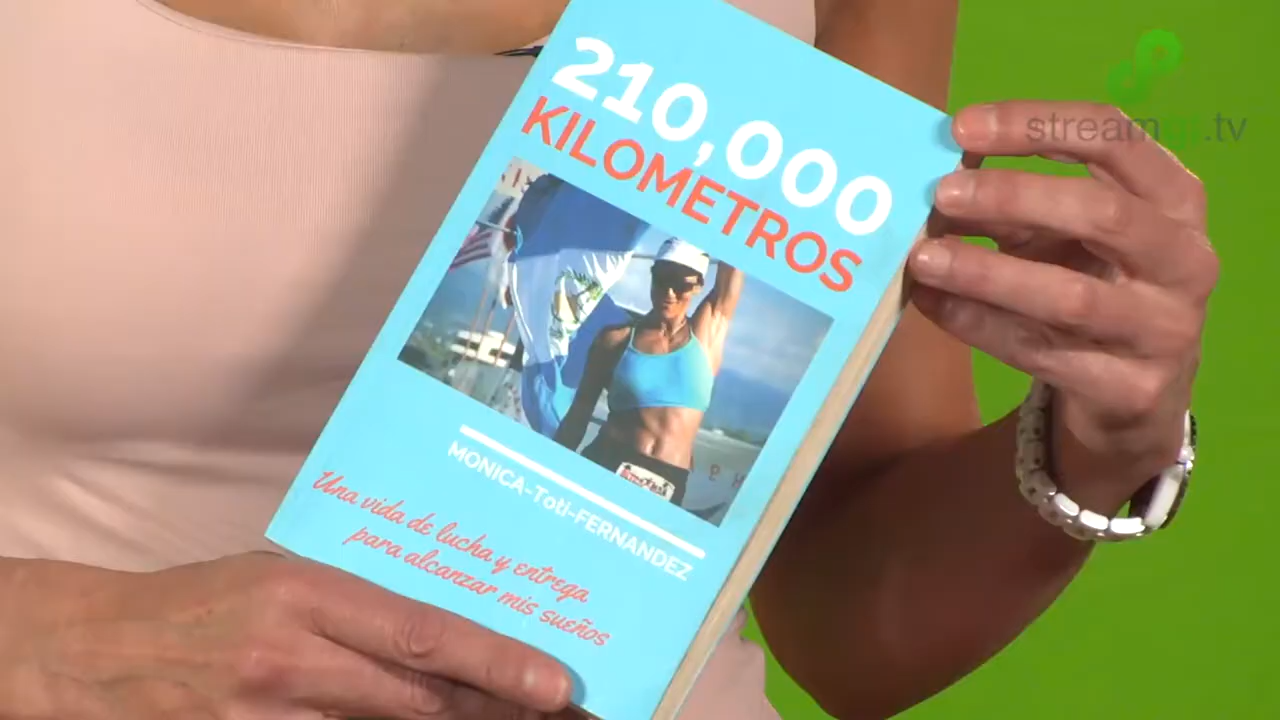 210,000
KILOMETROS
MONICA-Toti-FERNANDEZ
Una vida de lucha y entrega
para alcanzar mis sueños
streamgt.tv